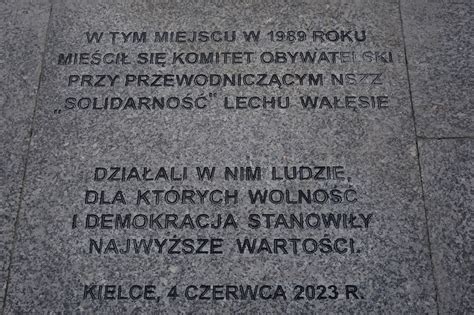 W TYM MIEJSCU W 1989 ROKU
MIEŚCIŁ SIĘ KOMITET OBYWATELSKI
PRZY PRZEWODNICZĄCYM NSZZ
„SOLIDARNOŚĆ" LECHU WAŁĘSIE
DZIAŁALI W NIM LUDZIE,
DLA KTÓRYCH WOLNOŚĆ
I DEMOKRACJA STANOWIŁY
NAJWYŻSZE WARTOŚCI.
KIELCE, 4 CZERWCA 2023 R.